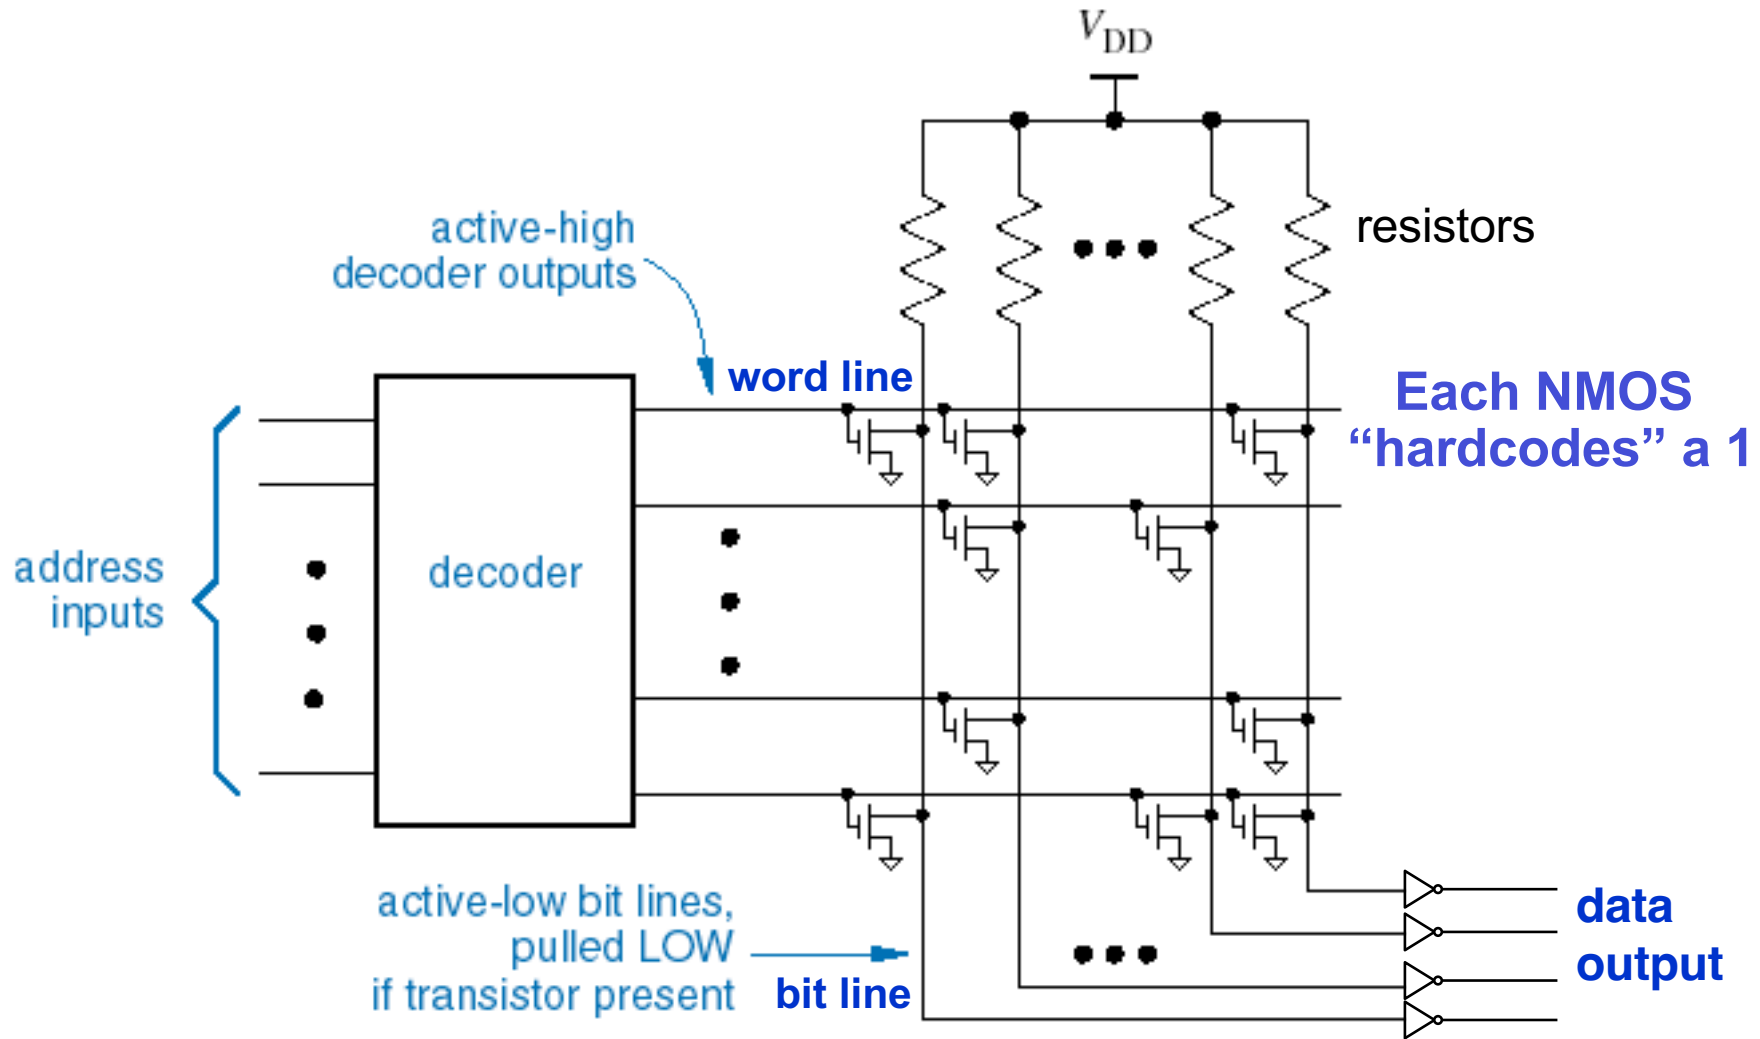 VDD
resistors
active-high
decoder outputs
word line
Each NMOS
“hardcodes” a 1
address
inputs
decoder
active-low bit lines,
pulled LOW
if transistor present
bit line
data
output